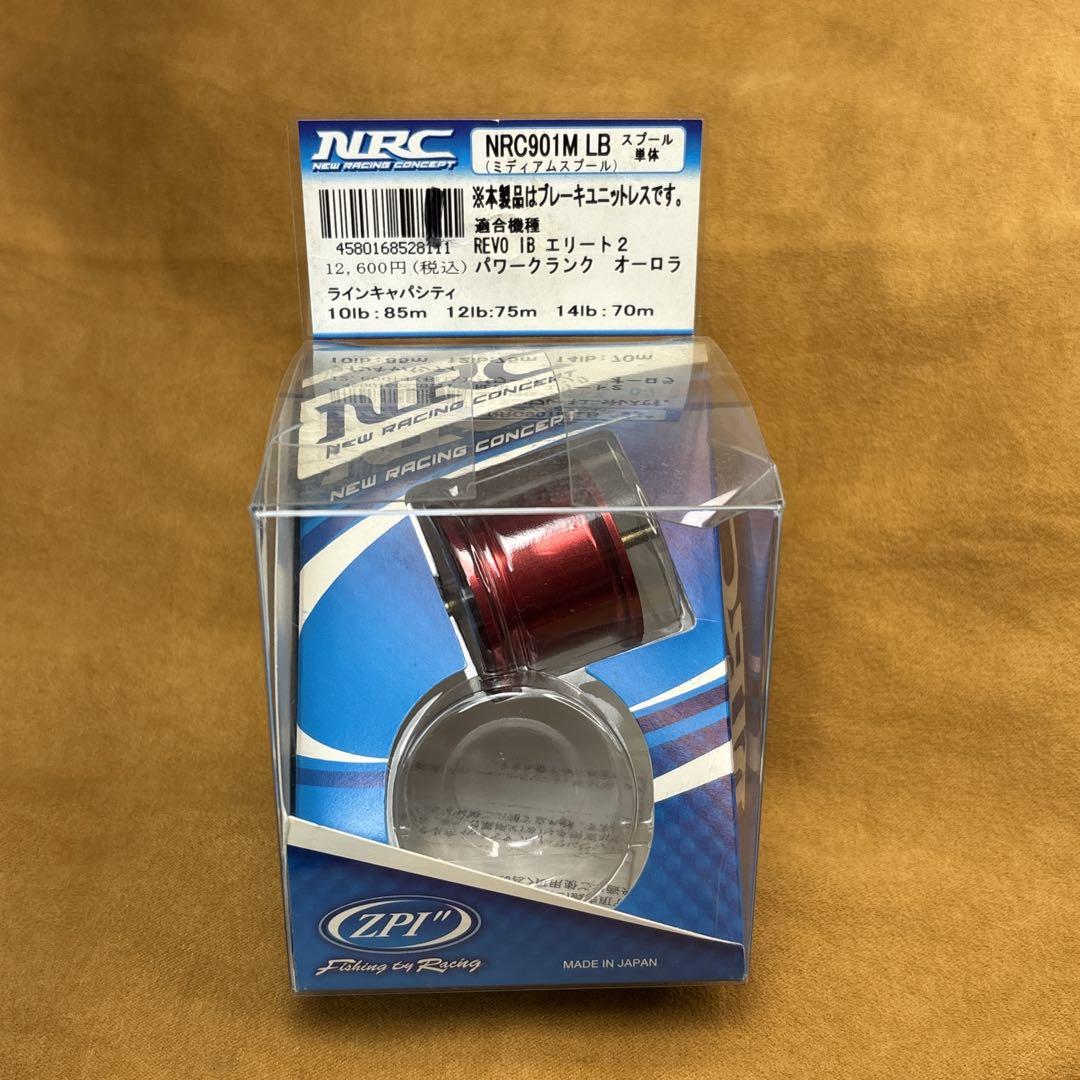 NRC
NEW RACING CONCEPT
NRC901M LB スプール単体
(ミディアムスプール)
※本製品はブレーキユニットレスです。
適合機種
4580168528111 REVO IB エリート2
12,600円(税込) パワークランク オーロラ
ラインキャパシティ
10lb:85m 12lb:75m 14lb:70m
NRC
NEW RACING CONCEPT
NEW RACING CONCEPT
ZPI"
Fishing by Racing
MADE IN JAPAN